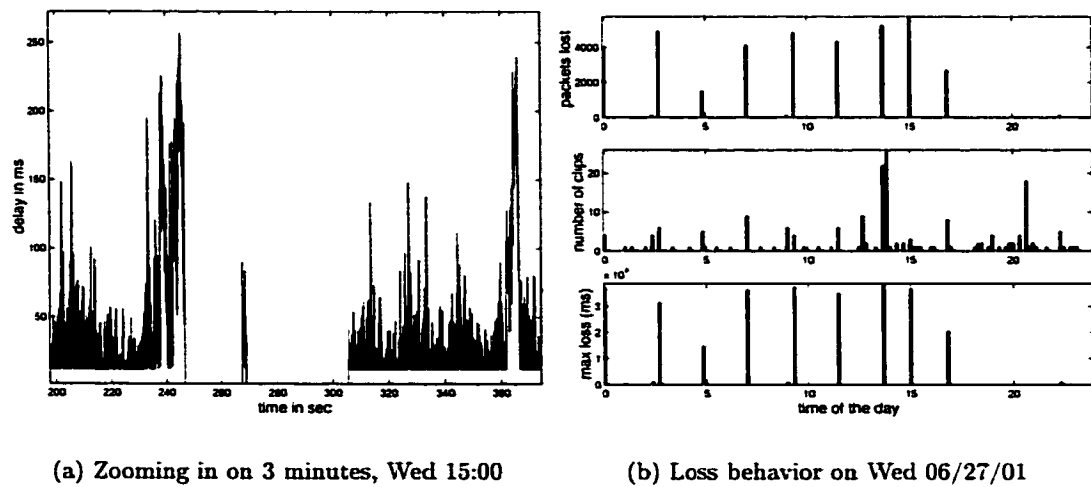 250
200
150
100
50
delay in ms
200 220 240 260 280 300 320 340 360
time in sec
packets lost
4000
2000
0
0 5 10 15 20
number of clips
20
10
0
0 5 10 15 20
max loss (ms)
3
2
1
0
0 5 10 15 20
time of the day
(a) Zooming in on 3 minutes, Wed 15:00
(b) Loss behavior on Wed 06/27/01